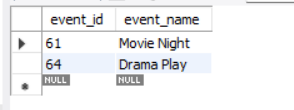 event_id event_name
61 Movie Night
64 Drama Play
NULL NULL